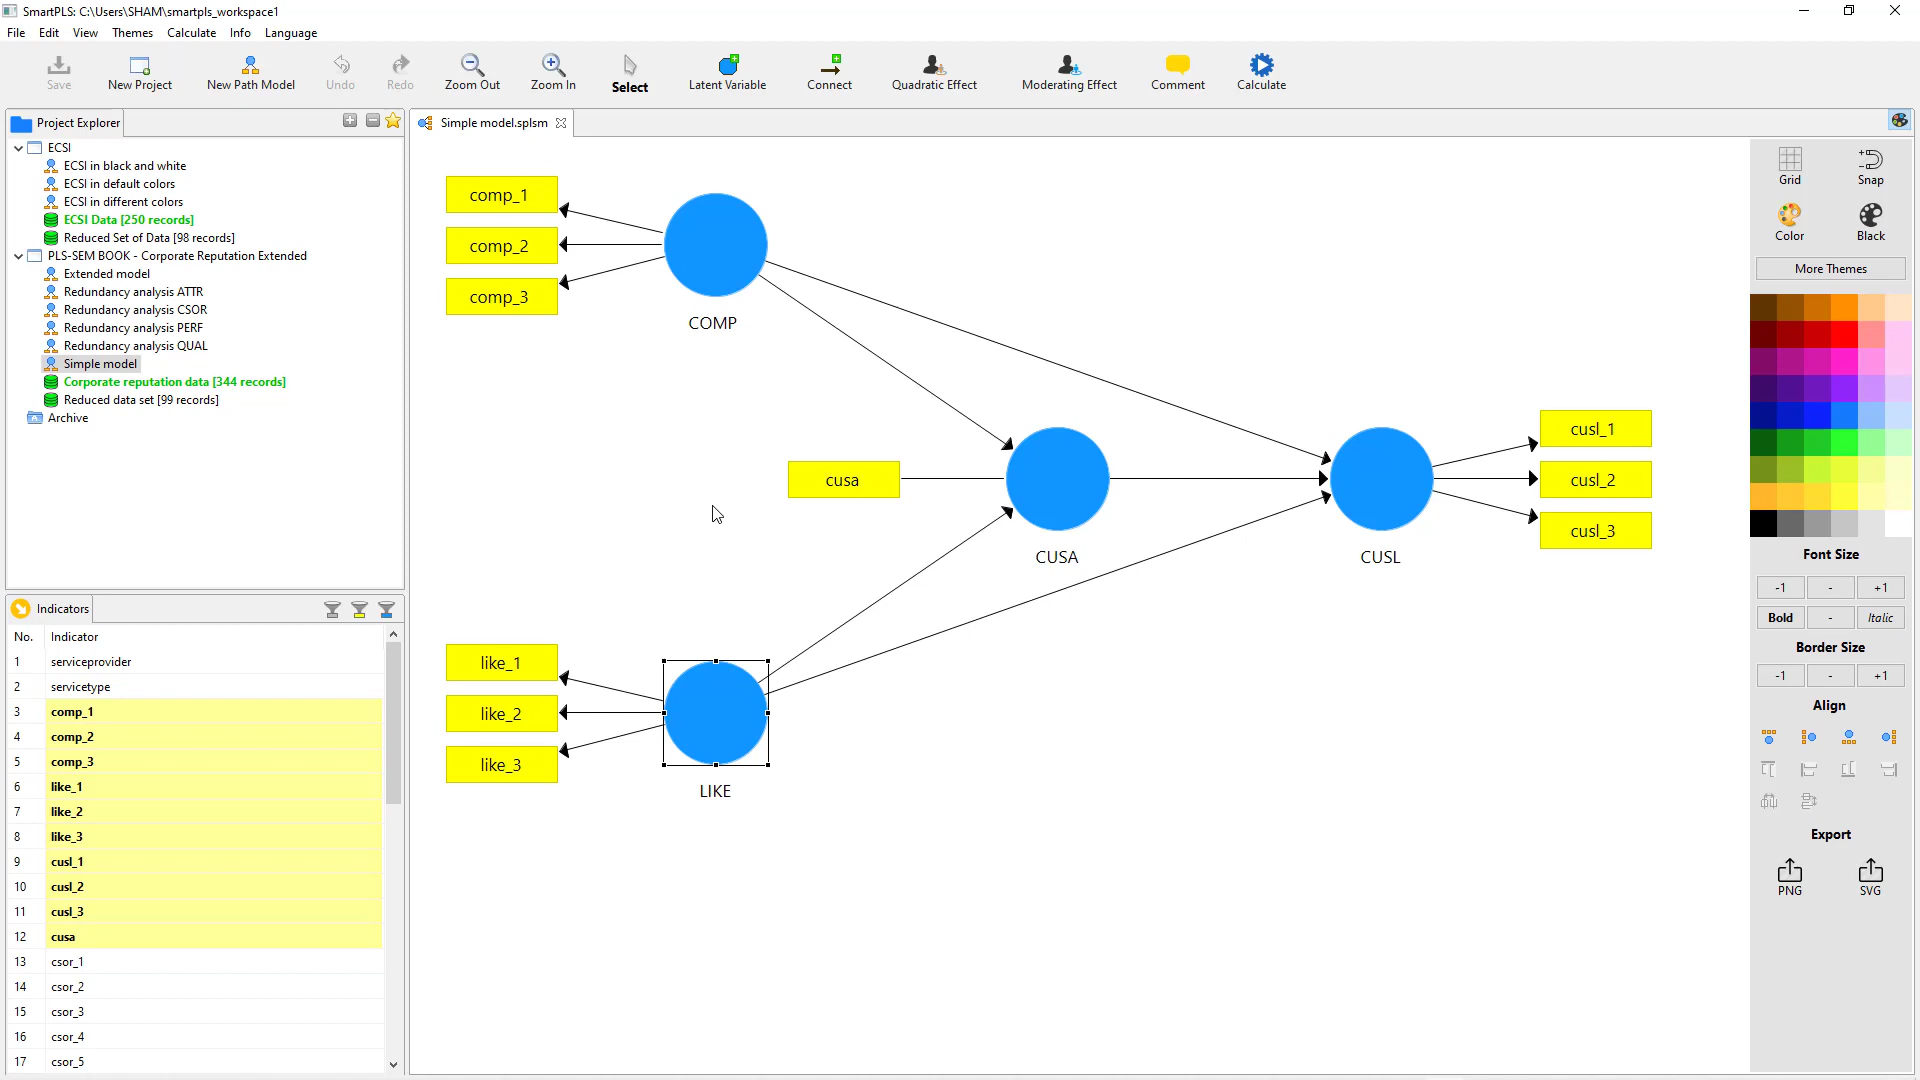 SmartPLS: C:\Users\SHAM\smartpls_workspace1
File Edit View Themes Calculate Info Language
Save New Project New Path Model Undo Redo Zoom Out Zoom In Select Latent Variable Connect Quadratic Effect Moderating Effect Comment Calculate
Project Explorer
ECSI
ECSI in black and white
ECSI in default colors
ECSI in different colors
ECSI Data [250 records]
Reduced Set of Data [98 records]
PLS-SEM BOOK - Corporate Reputation Extended
Extended model
Redundancy analysis ATTR
Redundancy analysis CSOR
Redundancy analysis PERF
Redundancy analysis QUAL
Simple model
Corporate reputation data [344 records]
Reduced data set [99 records]
Archive
Indicators
No. Indicator
1 serviceprovider
2 servicetype
3 comp_1
4 comp_2
5 comp_3
6 like_1
7 like_2
8 like_3
9 cusl_1
10 cusl_2
11 cusl_3
12 cusa
13 csor_1
14 csor_2
15 csor_3
16 csor_4
17 csor_5
Simple model.splsm
comp_1
comp_2
comp_3
COMP
cusa
CUSA
CUSL
cusl_1
cusl_2
cusl_3
like_1
like_2
like_3
LIKE
Grid Snap
Color Black
More Themes
Font Size
-1 - +1
Bold - Italic
Border Size
-1 - +1
Align
Export
PNG SVG